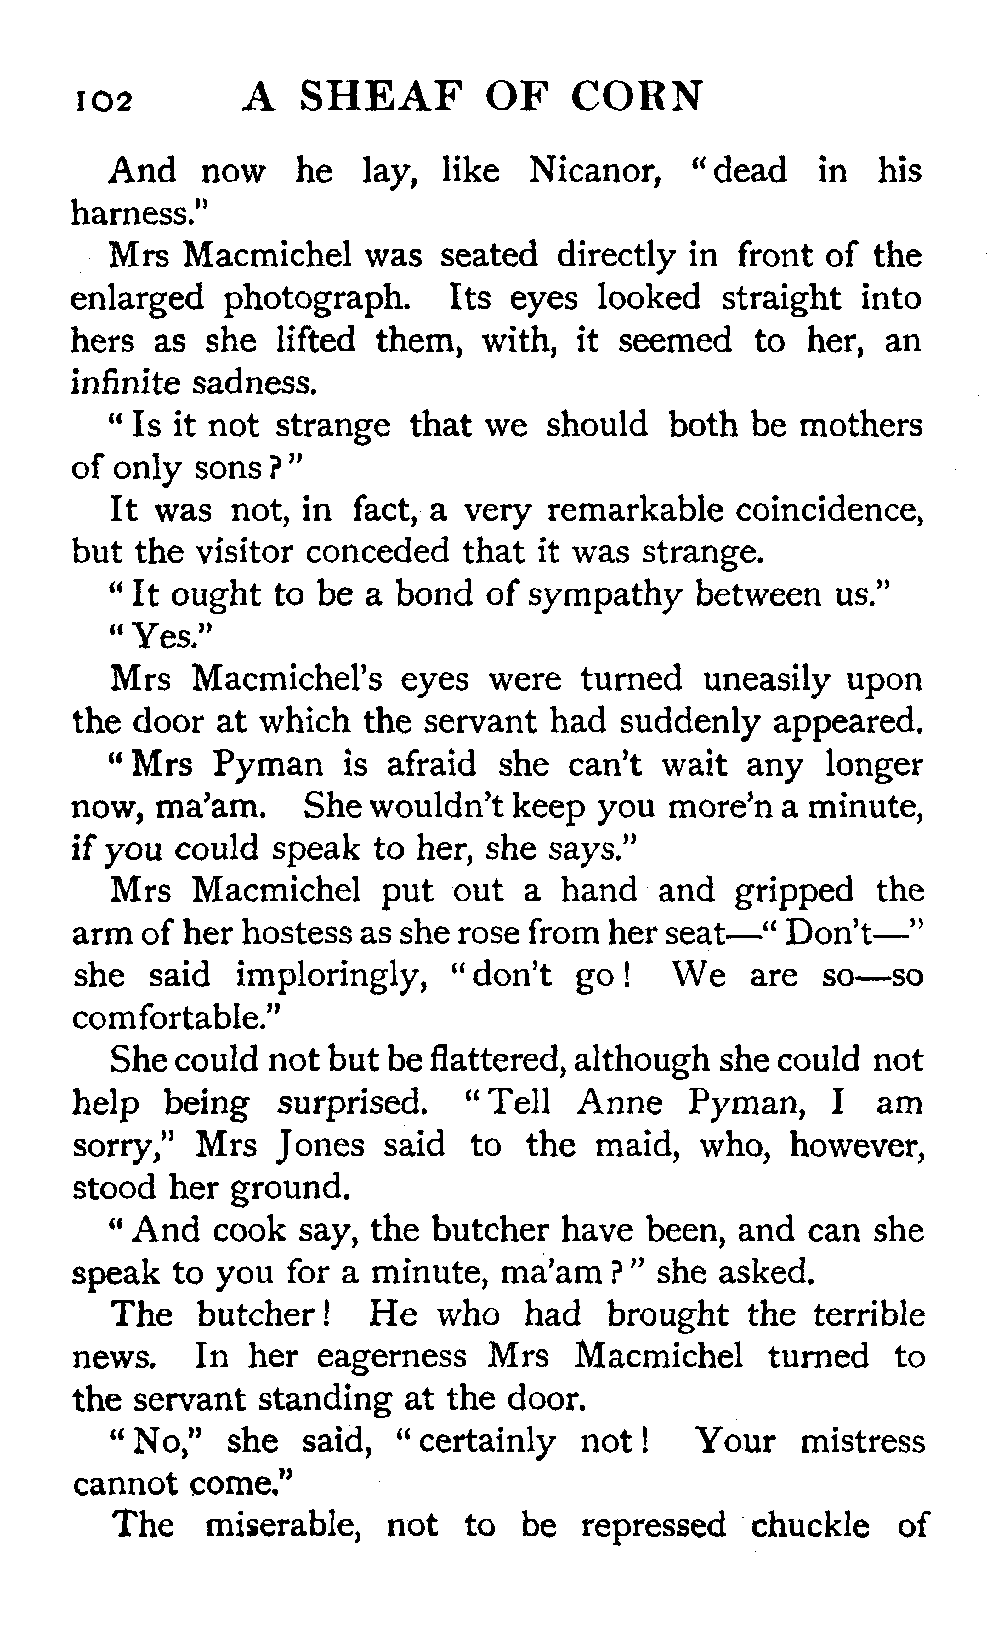 102 A SHEAF OF CORN
And now he lay, like Nicanor, "dead in his
harness."
Mrs Macmichel was seated directly in front of the
enlarged photograph. Its eyes looked straight into
hers as she lifted them, with, it seemed to her, an
infinite sadness.
"Is it not strange that we should both be mothers
of only sons?"
It was not, in fact, a very remarkable coincidence,
but the visitor conceded that it was strange.
"It ought to be a bond of sympathy between us."
"Yes."
Mrs Macmichel's eyes were turned uneasily upon
the door at which the servant had suddenly appeared.
"Mrs Pyman is afraid she can't wait any longer
now, ma'am. She wouldn't keep you more'n a minute,
if you could speak to her, she says."
Mrs Macmichel put out a hand and gripped the
arm of her hostess as she rose from her seat—"Don't—"
she said imploringly, "don't go! We are so—so
comfortable."
She could not but be flattered, although she could not
help being surprised. "Tell Anne Pyman, I am
sorry," Mrs Jones said to the maid, who, however,
stood her ground.
"And cook say, the butcher have been, and can she
speak to you for a minute, ma'am?" she asked.
The butcher! He who had brought the terrible
news. In her eagerness Mrs Macmichel turned to
the servant standing at the door.
"No," she said, "certainly not! Your mistress
cannot come."
The miserable, not to be repressed chuckle of